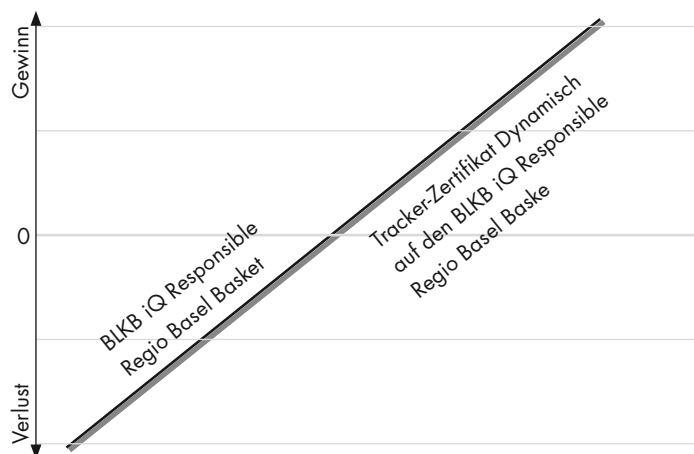 Gewinn
Tracker-Zertifikat Dynamisch
auf den BLKB iQ Responsible
Regio Basel Baske
0
BLKB iQ Responsible
Regio Basel Basket
Verlust